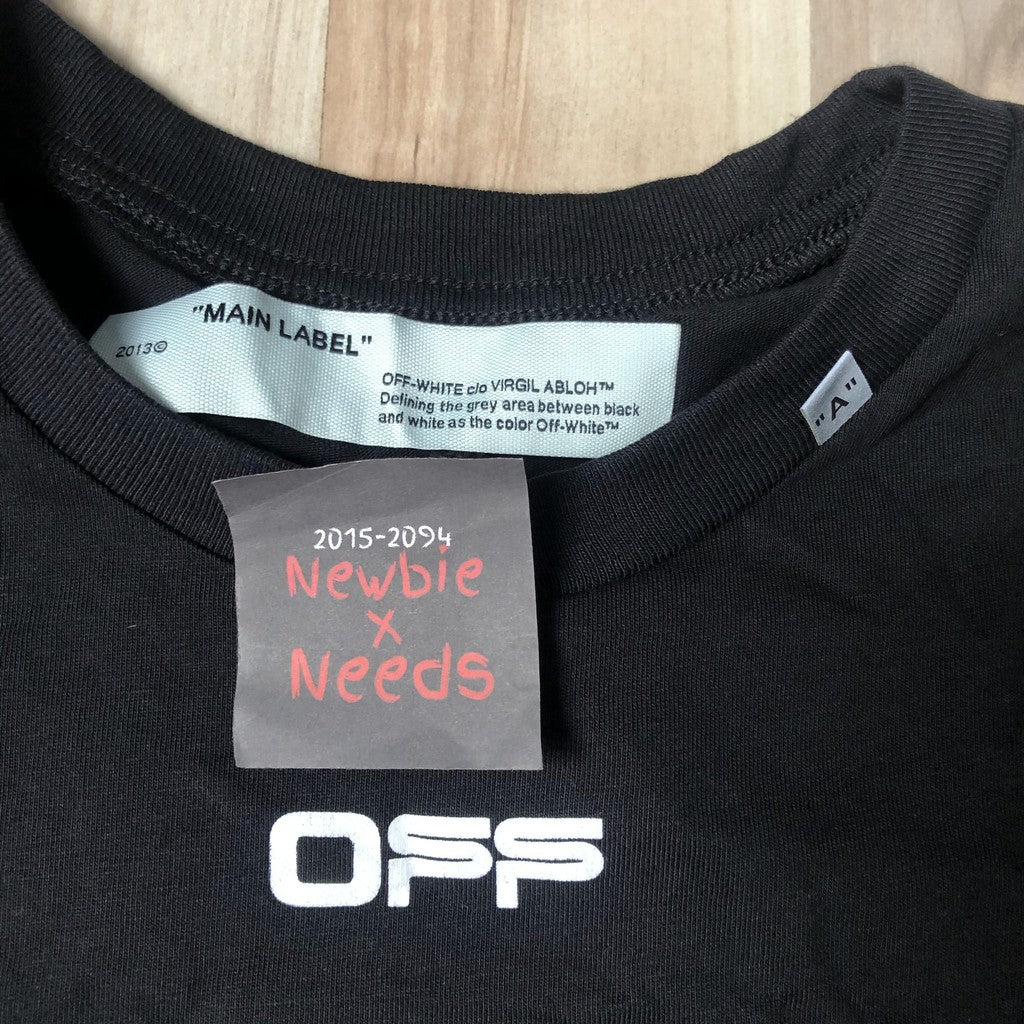 "MAIN LABEL"
2013©
OFF-WHITE c/o VIRGIL ABLOH™
Defining the grey area between black
and white as the color Off-White™
"A"
2015-2094
Newbie
x
Needs
OFF